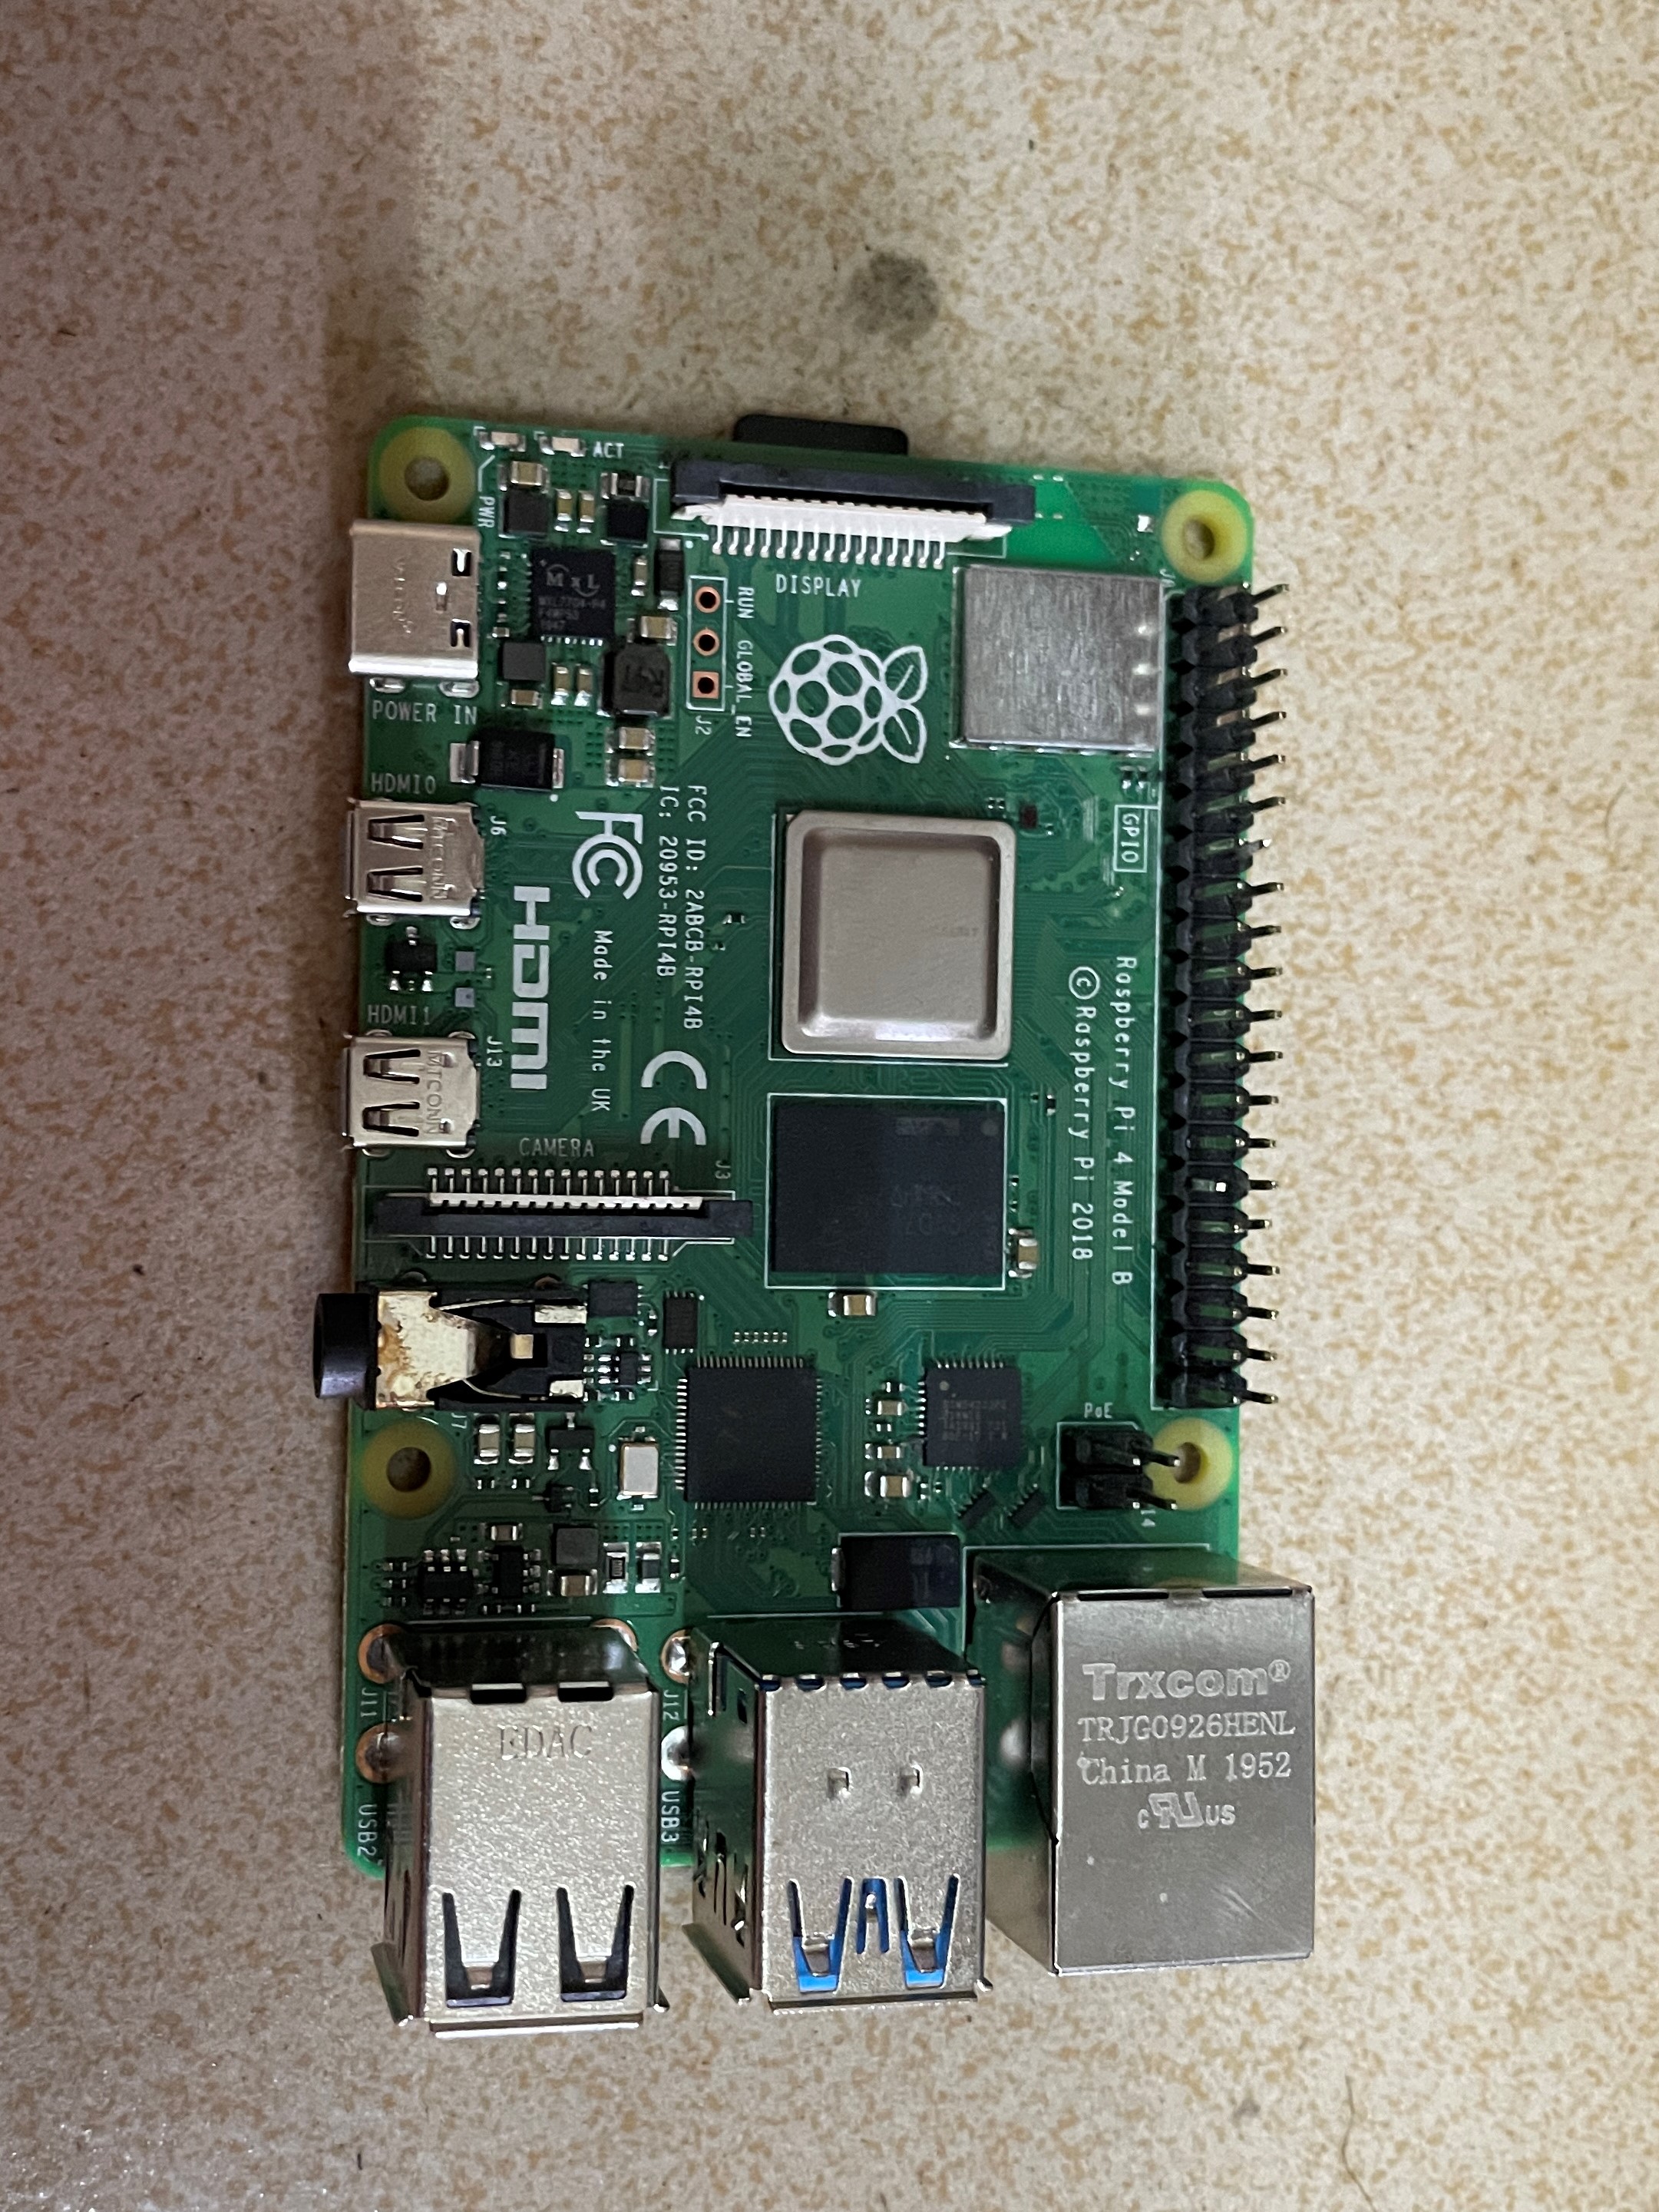 ACT
PWR
DISPLAY
RUN
GLOBAL_EN
J2
POWER IN
MxL
HDMI0
J6
FCC ID: 2ABCB-RPI4B
IC: 20953-RPI4B
FC
HDMI
Made in the UK
CE
GPIO
Raspberry Pi 4 Model B
©Raspberry Pi 2018
HDMI1
J13
CAMERA
J3
PoE
J11
USB2
J12
USB3
EDAC
Trxcom®
TRJG0926HENL
China M 1952
c US